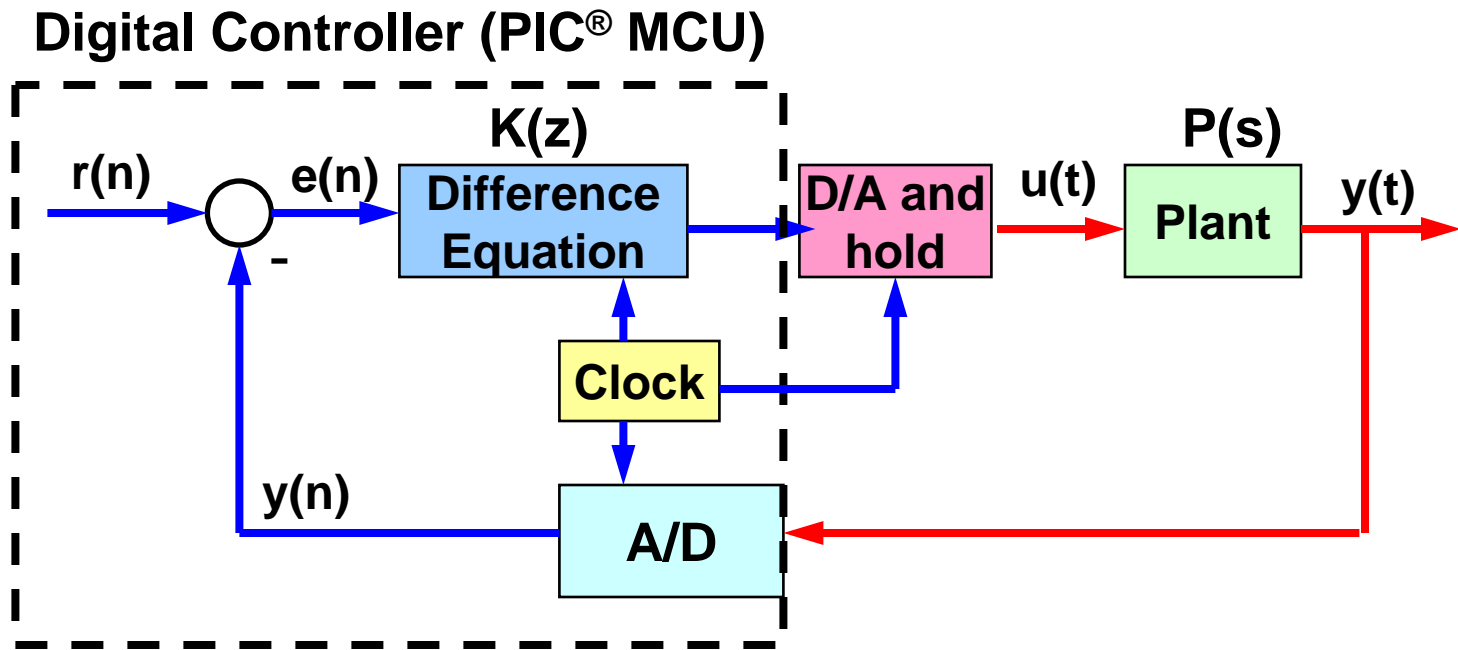 Digital Controller (PIC® MCU)
K(z)
P(s)
r(n)
e(n)
Difference
Equation
D/A and
hold
u(t)
Plant
y(t)
-
Clock
y(n)
A/D